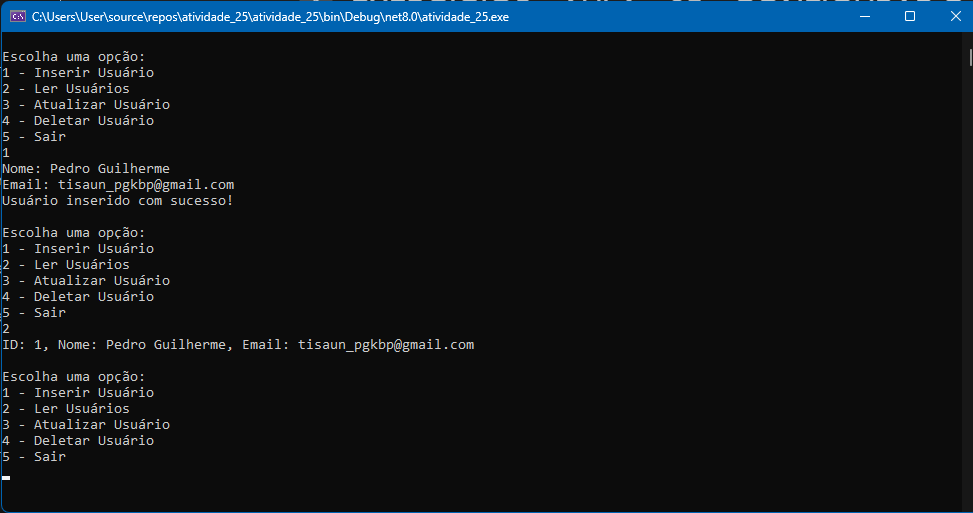 C:\Users\User\source\repos\atividade_25\atividade_25\bin\Debug\net8.0\atividade_25.exe
Escolha uma opção:
1 - Inserir Usuário
2 - Ler Usuários
3 - Atualizar Usuário
4 - Deletar Usuário
5 - Sair
1
Nome: Pedro Guilherme
Email: tisaun_pgkbp@gmail.com
Usuário inserido com sucesso!
Escolha uma opção:
1 - Inserir Usuário
2 - Ler Usuários
3 - Atualizar Usuário
4 - Deletar Usuário
5 - Sair
2
ID: 1, Nome: Pedro Guilherme, Email: tisaun_pgkbp@gmail.com
Escolha uma opção:
1 - Inserir Usuário
2 - Ler Usuários
3 - Atualizar Usuário
4 - Deletar Usuário
5 - Sair